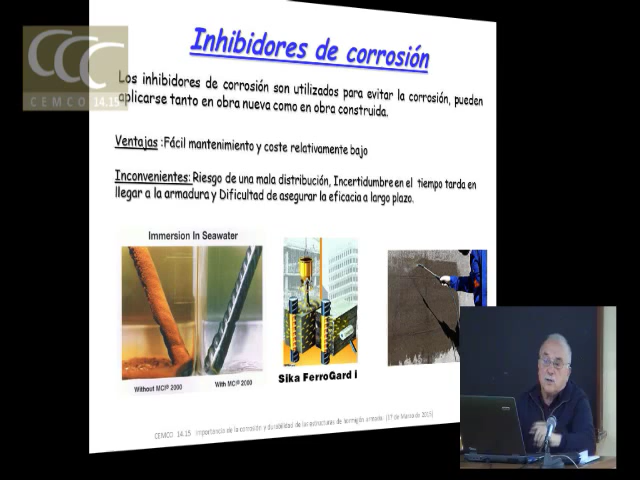 CCC
CEMCO 14.15
Inhibidores de corrosión
Los inhibidores de corrosión son utilizados para evitar la corrosión, pueden
aplicarse tanto en obra nueva como en obra construida.
Ventajas :Fácil mantenimiento y coste relativamente bajo
Inconvenientes: Riesgo de una mala distribución, Incertidumbre en el tiempo tarda en
llegar a la armadura y Dificultad de asegurar la eficacia a largo plazo.
Immersion In Seawater
Without MCI® 2000
With MCI® 2000
Sika FerroGard i
CEMCO 14.15 Importancia de la corrosión y durabilidad de las estructuras de hormigón armado (17 de Marzo de 2015)